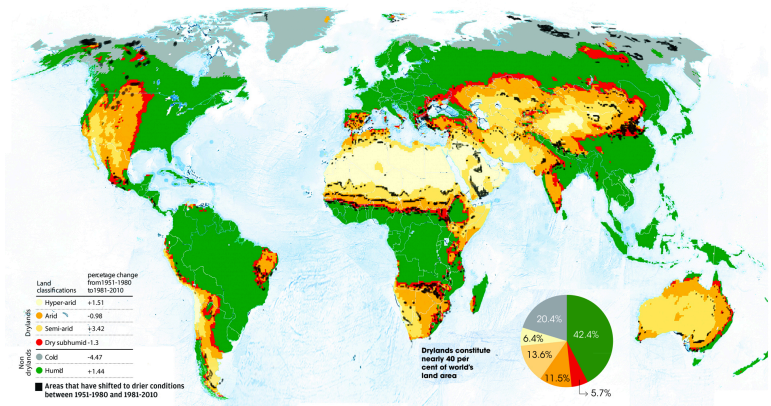 Land classifications
percetage change from1951-1980 to1981-2010
Drylands
Hyper-arid +1.51
Arid -0.98
Semi-arid +3.42
Dry subhumid -1.3
Non drylands
Cold -4.47
Humid +1.44
Areas that have shifted to drier conditions
between 1951-1980 and 1981-2010
Drylands constitute
nearly 40 per
cent of world's
land area
20.4%
42.4%
6.4%
13.6%
11.5%
5.7%